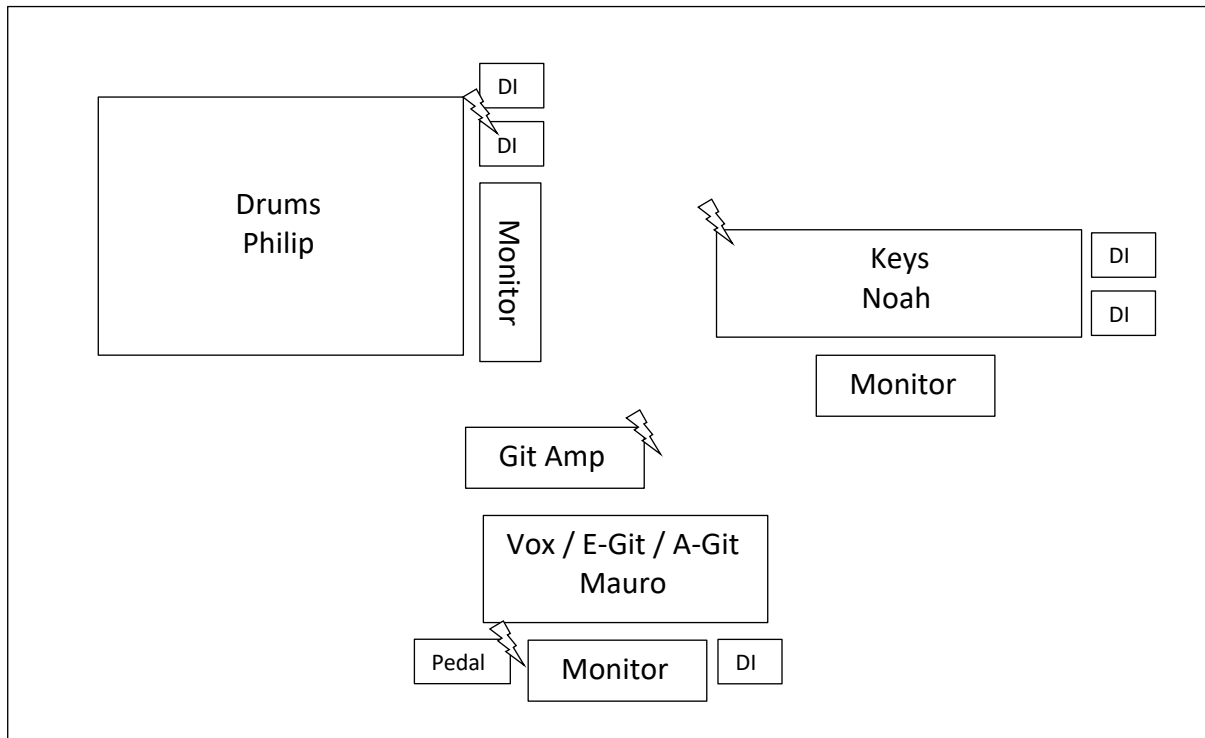 DI
DI
Drums
Philip
Monitor
Keys
Noah
DI
DI
Monitor
Git Amp
Vox / E-Git / A-Git
Mauro
Pedal
Monitor
DI